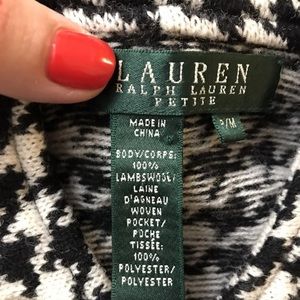 LAUREN
RALPH LAUREN
PETITE
P/M
MADE IN
CHINA
BODY/CORPS:
100%
LAMBSWOOL/
LAINE
D'AGNEAU
WOVEN
POCKET/
POCHE
TISSÉE:
100%
POLYESTER/
POLYESTER